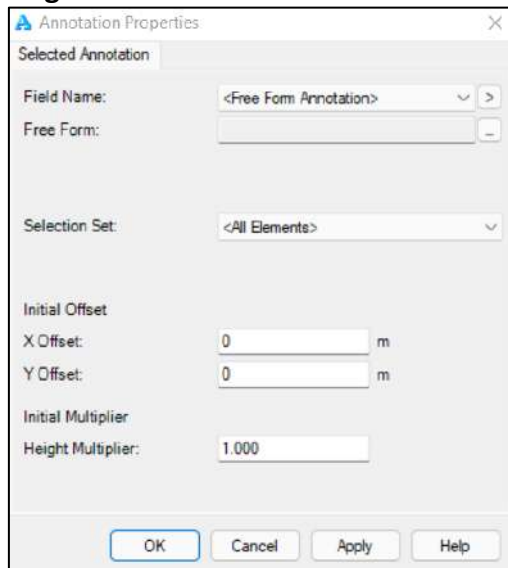 Annotation Properties
Selected Annotation
Field Name: <Free Form Annotation> >
Free Form: ...
Selection Set: <All Elements>
Initial Offset
X Offset: 0 m
Y Offset: 0 m
Initial Multiplier
Height Multiplier: 1.000
OK Cancel Apply Help